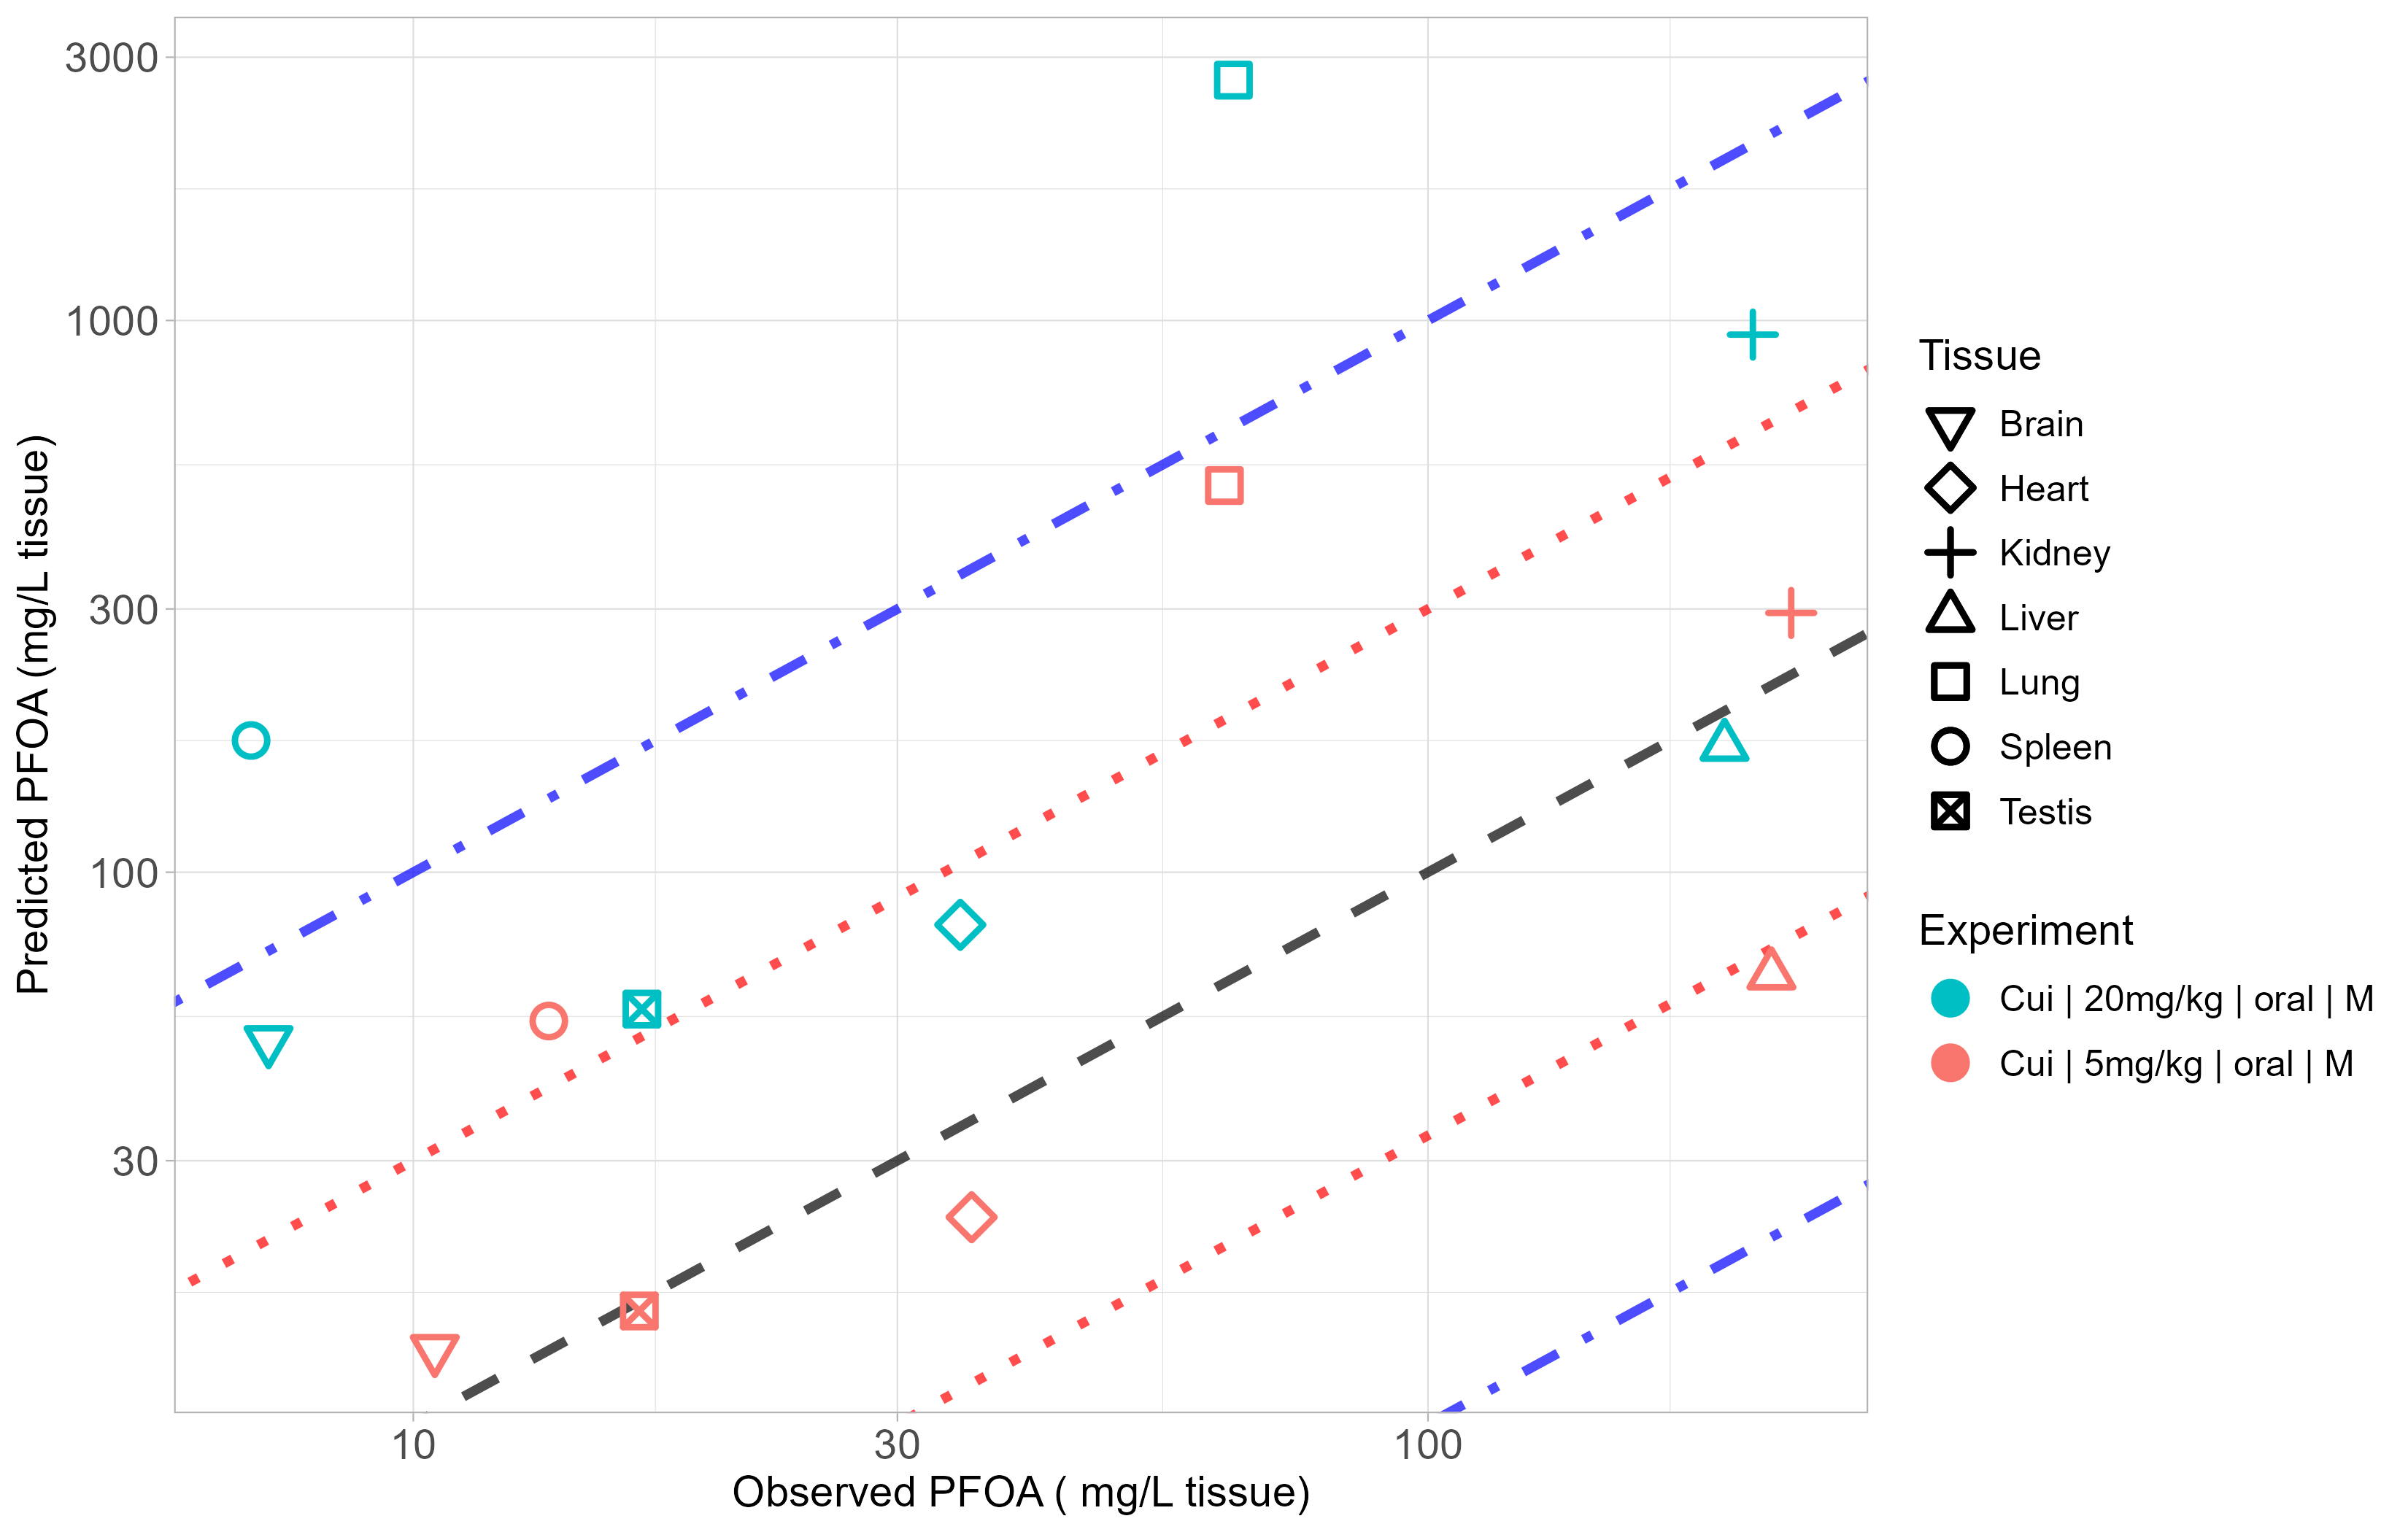 3000
1000
300
100
30
Predicted PFOA (mg/L tissue)
10
30
100
Observed PFOA ( mg/L tissue)
Tissue
Brain
Heart
Kidney
Liver
Lung
Spleen
Testis
Experiment
Cui | 20mg/kg | oral | M
Cui | 5mg/kg | oral | M